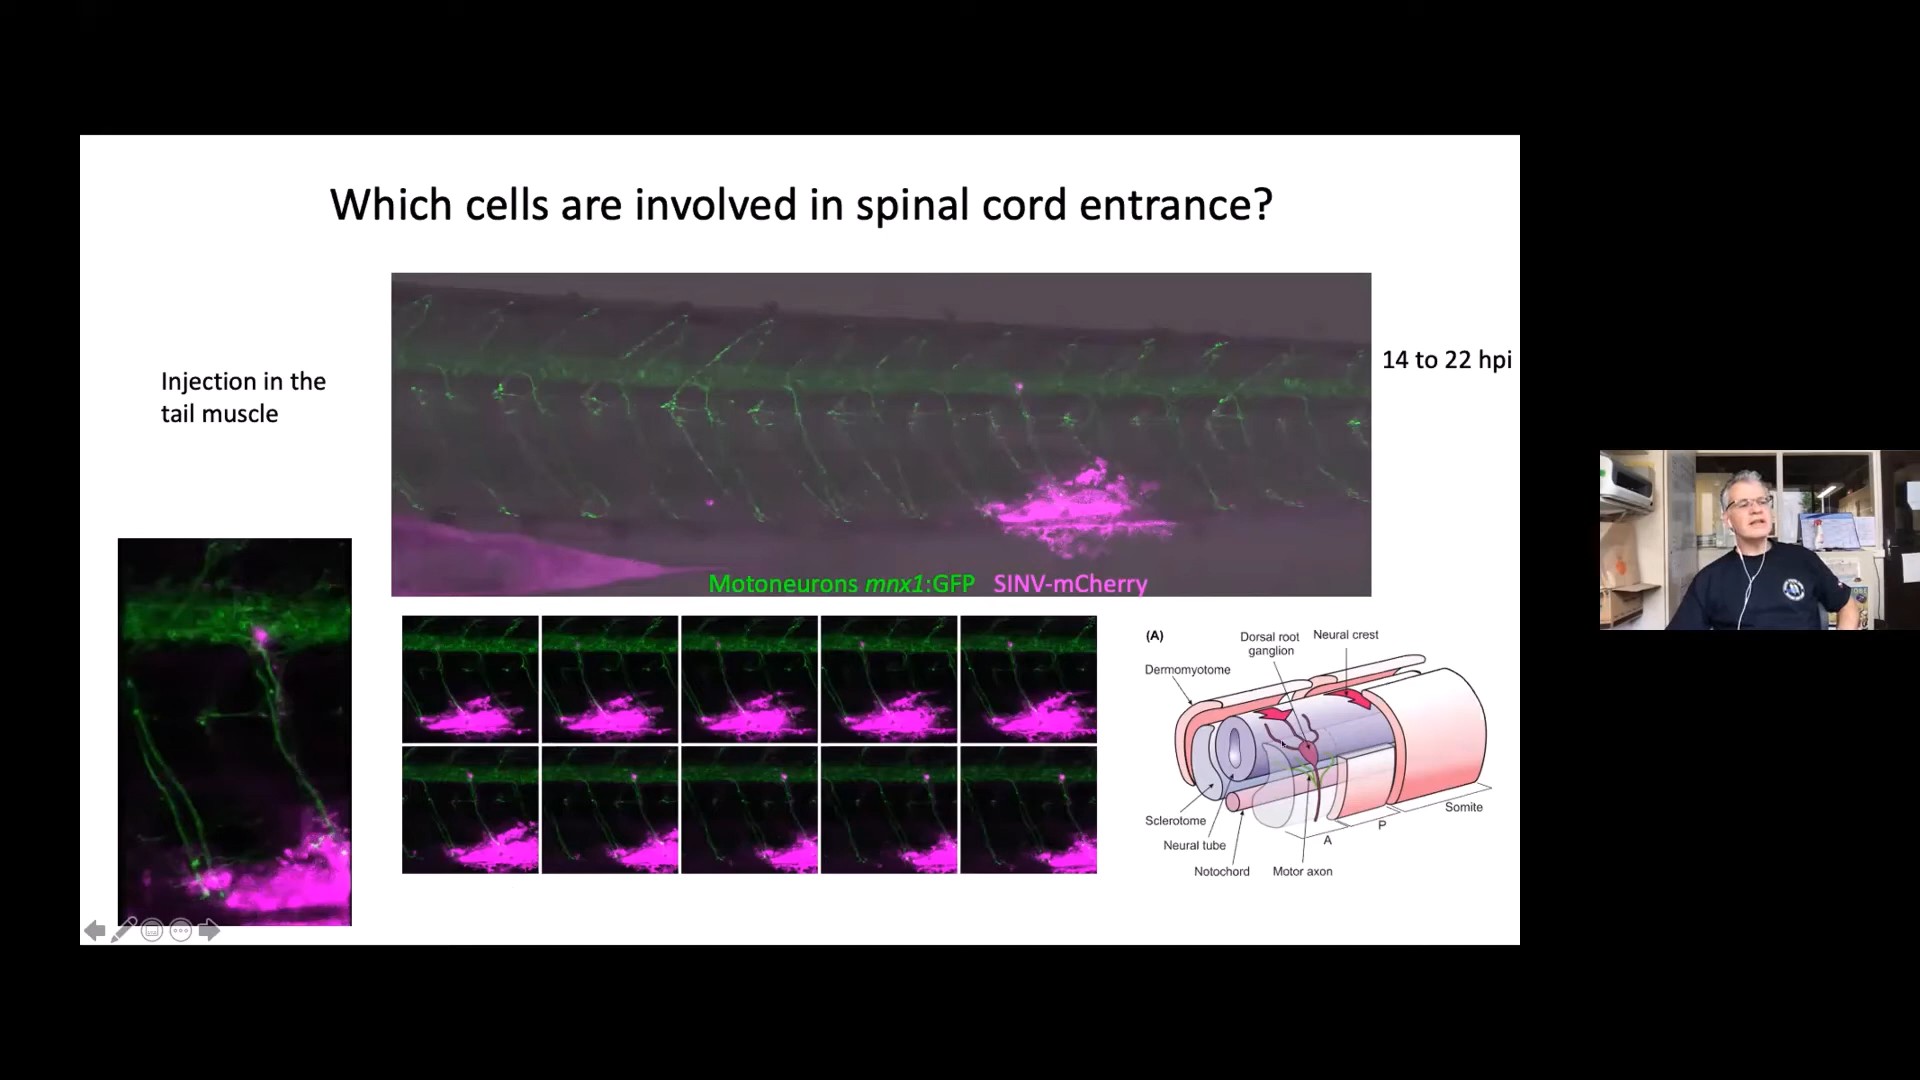 Which cells are involved in spinal cord entrance?
Injection in the
tail muscle
14 to 22 hpi
Motoneurons mnx1:GFP SINV-mCherry
(A)
Dorsal root
ganglion
Neural crest
Dermomyotome
Sclerotome
Neural tube
Notochord
Motor axon
A
P
Somite